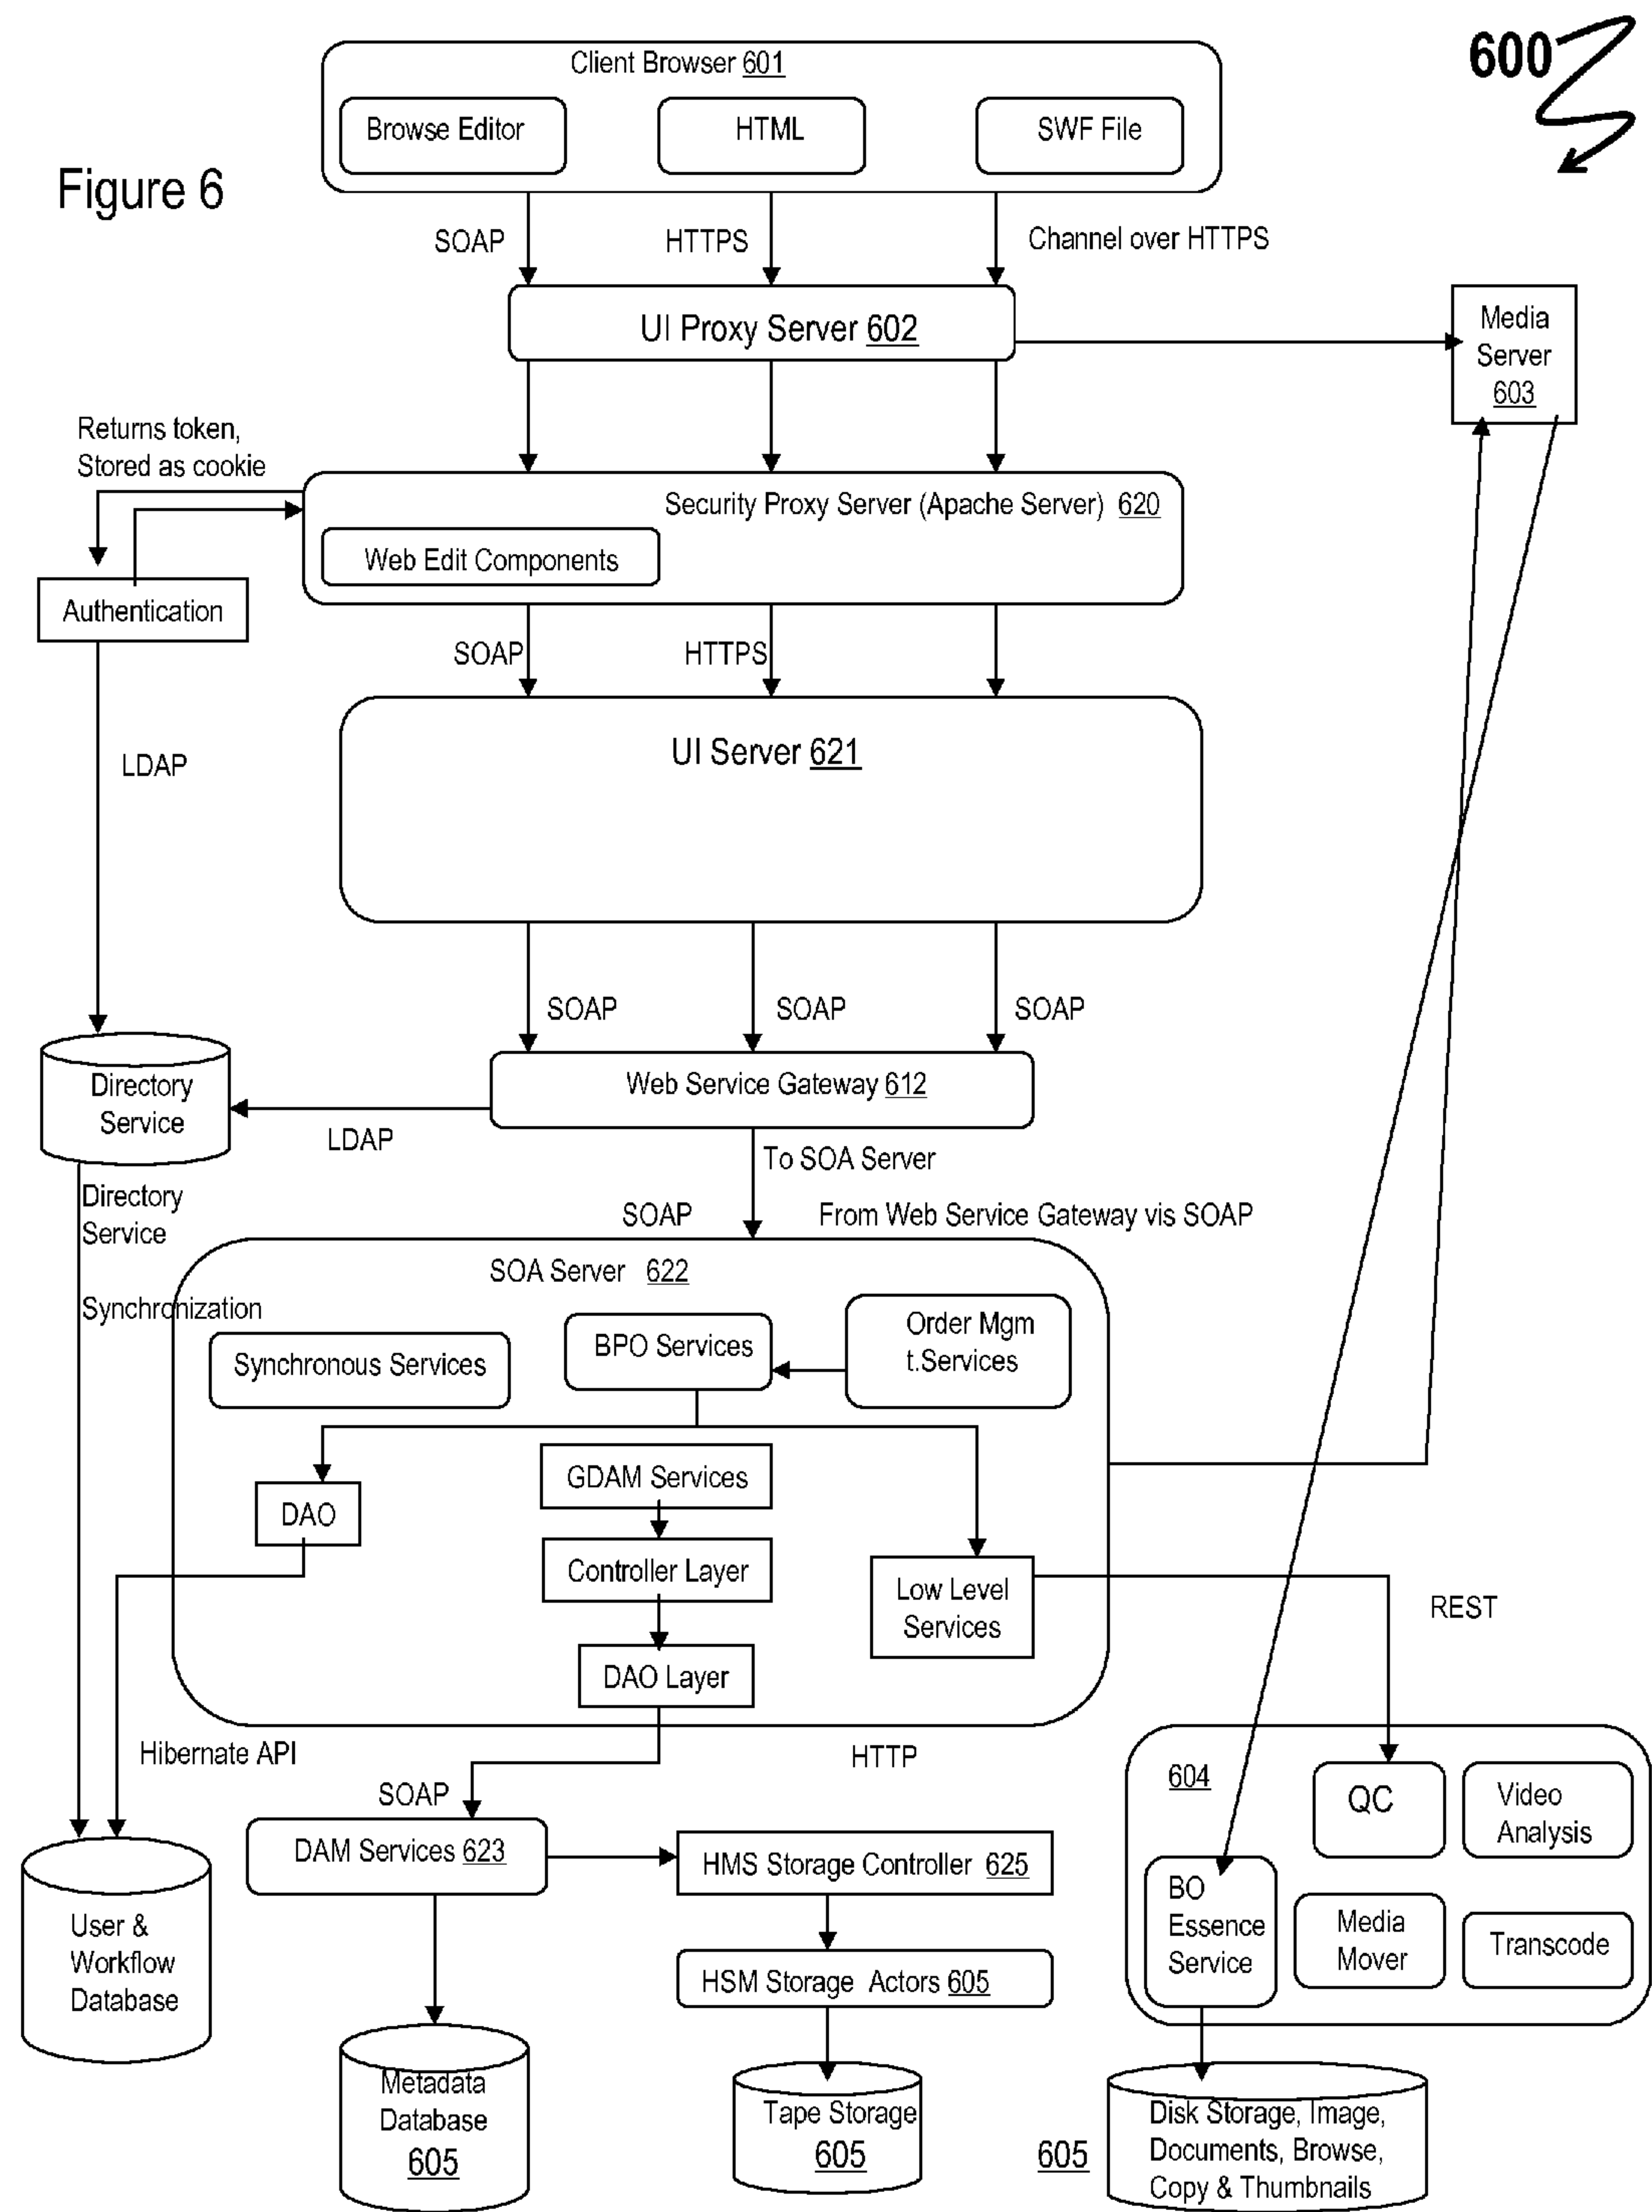 600
Client Browser 601
Browse Editor
HTML
SWF File
Figure 6
SOAP
HTTPS
Channel over HTTPS
UI Proxy Server 602
Media
Server
603
Returns token,
Stored as cookie
Security Proxy Server (Apache Server) 620
Web Edit Components
Authentication
SOAP
HTTPS
UI Server 621
LDAP
SOAP
SOAP
SOAP
Directory
Service
Web Service Gateway 612
LDAP
To SOA Server
Directory
Service
SOAP
From Web Service Gateway vis SOAP
SOA Server 622
Synchronization
Synchronous Services
BPO Services
Order Mgm
t.Services
GDAM Services
DAO
Controller Layer
Low Level
Services
REST
DAO Layer
Hibernate API
HTTP
SOAP
604
QC
Video
Analysis
DAM Services 623
HMS Storage Controller 625
BO
Essence
Service
Media
Mover
Transcode
User &
Workflow
Database
HSM Storage Actors 605
Metadata
Database
605
Tape Storage
605
605
Disk Storage, Image,
Documents, Browse,
Copy & Thumbnails